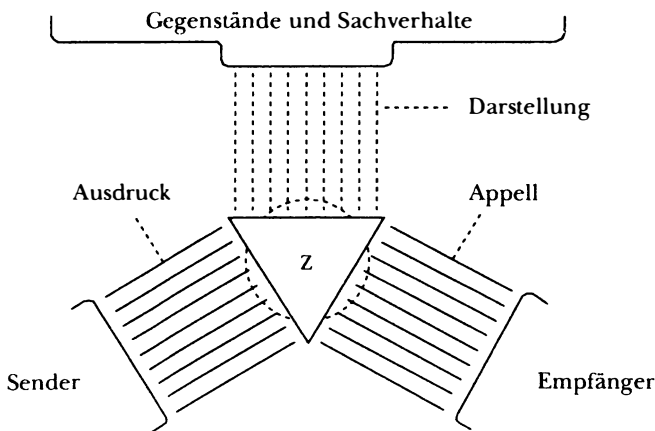 Gegenstände und Sachverhalte
Darstellung
Ausdruck
Appell
Z
Sender
Empfänger